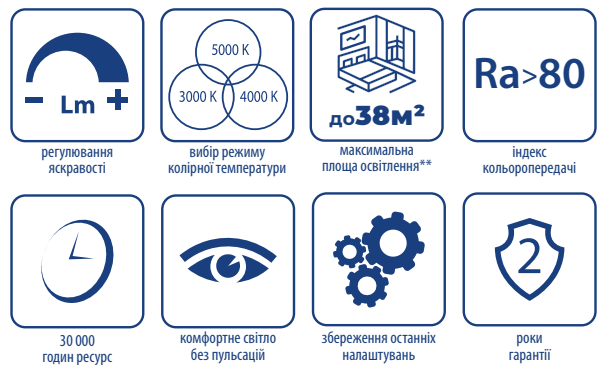 Lm
5000 K
3000 K
4000 K
до38м²
Ra>80
регулювання
яскравості
вибір режиму
колірної температури
максимальна
площа освітлення**
індекс
кольоропередачі
2
30 000
годин ресурс
комфортне світло
без пульсацій
збереження останніх
налаштувань
роки
гарантії